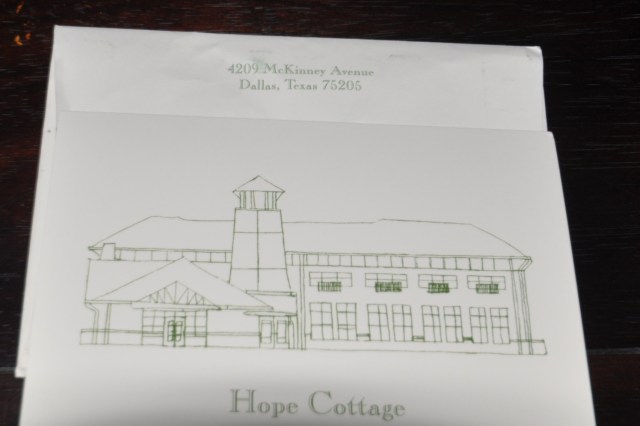 4209 McKinney Avenue
Dallas, Texas 75205
Hope Cottage